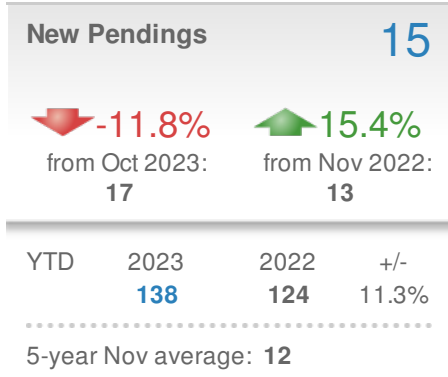 New Pendings 15
-11.8% 15.4%
from Oct 2023: from Nov 2022:
17 13
YTD 2023 2022 +/-
138 124 11.3%
5-year Nov average: 12